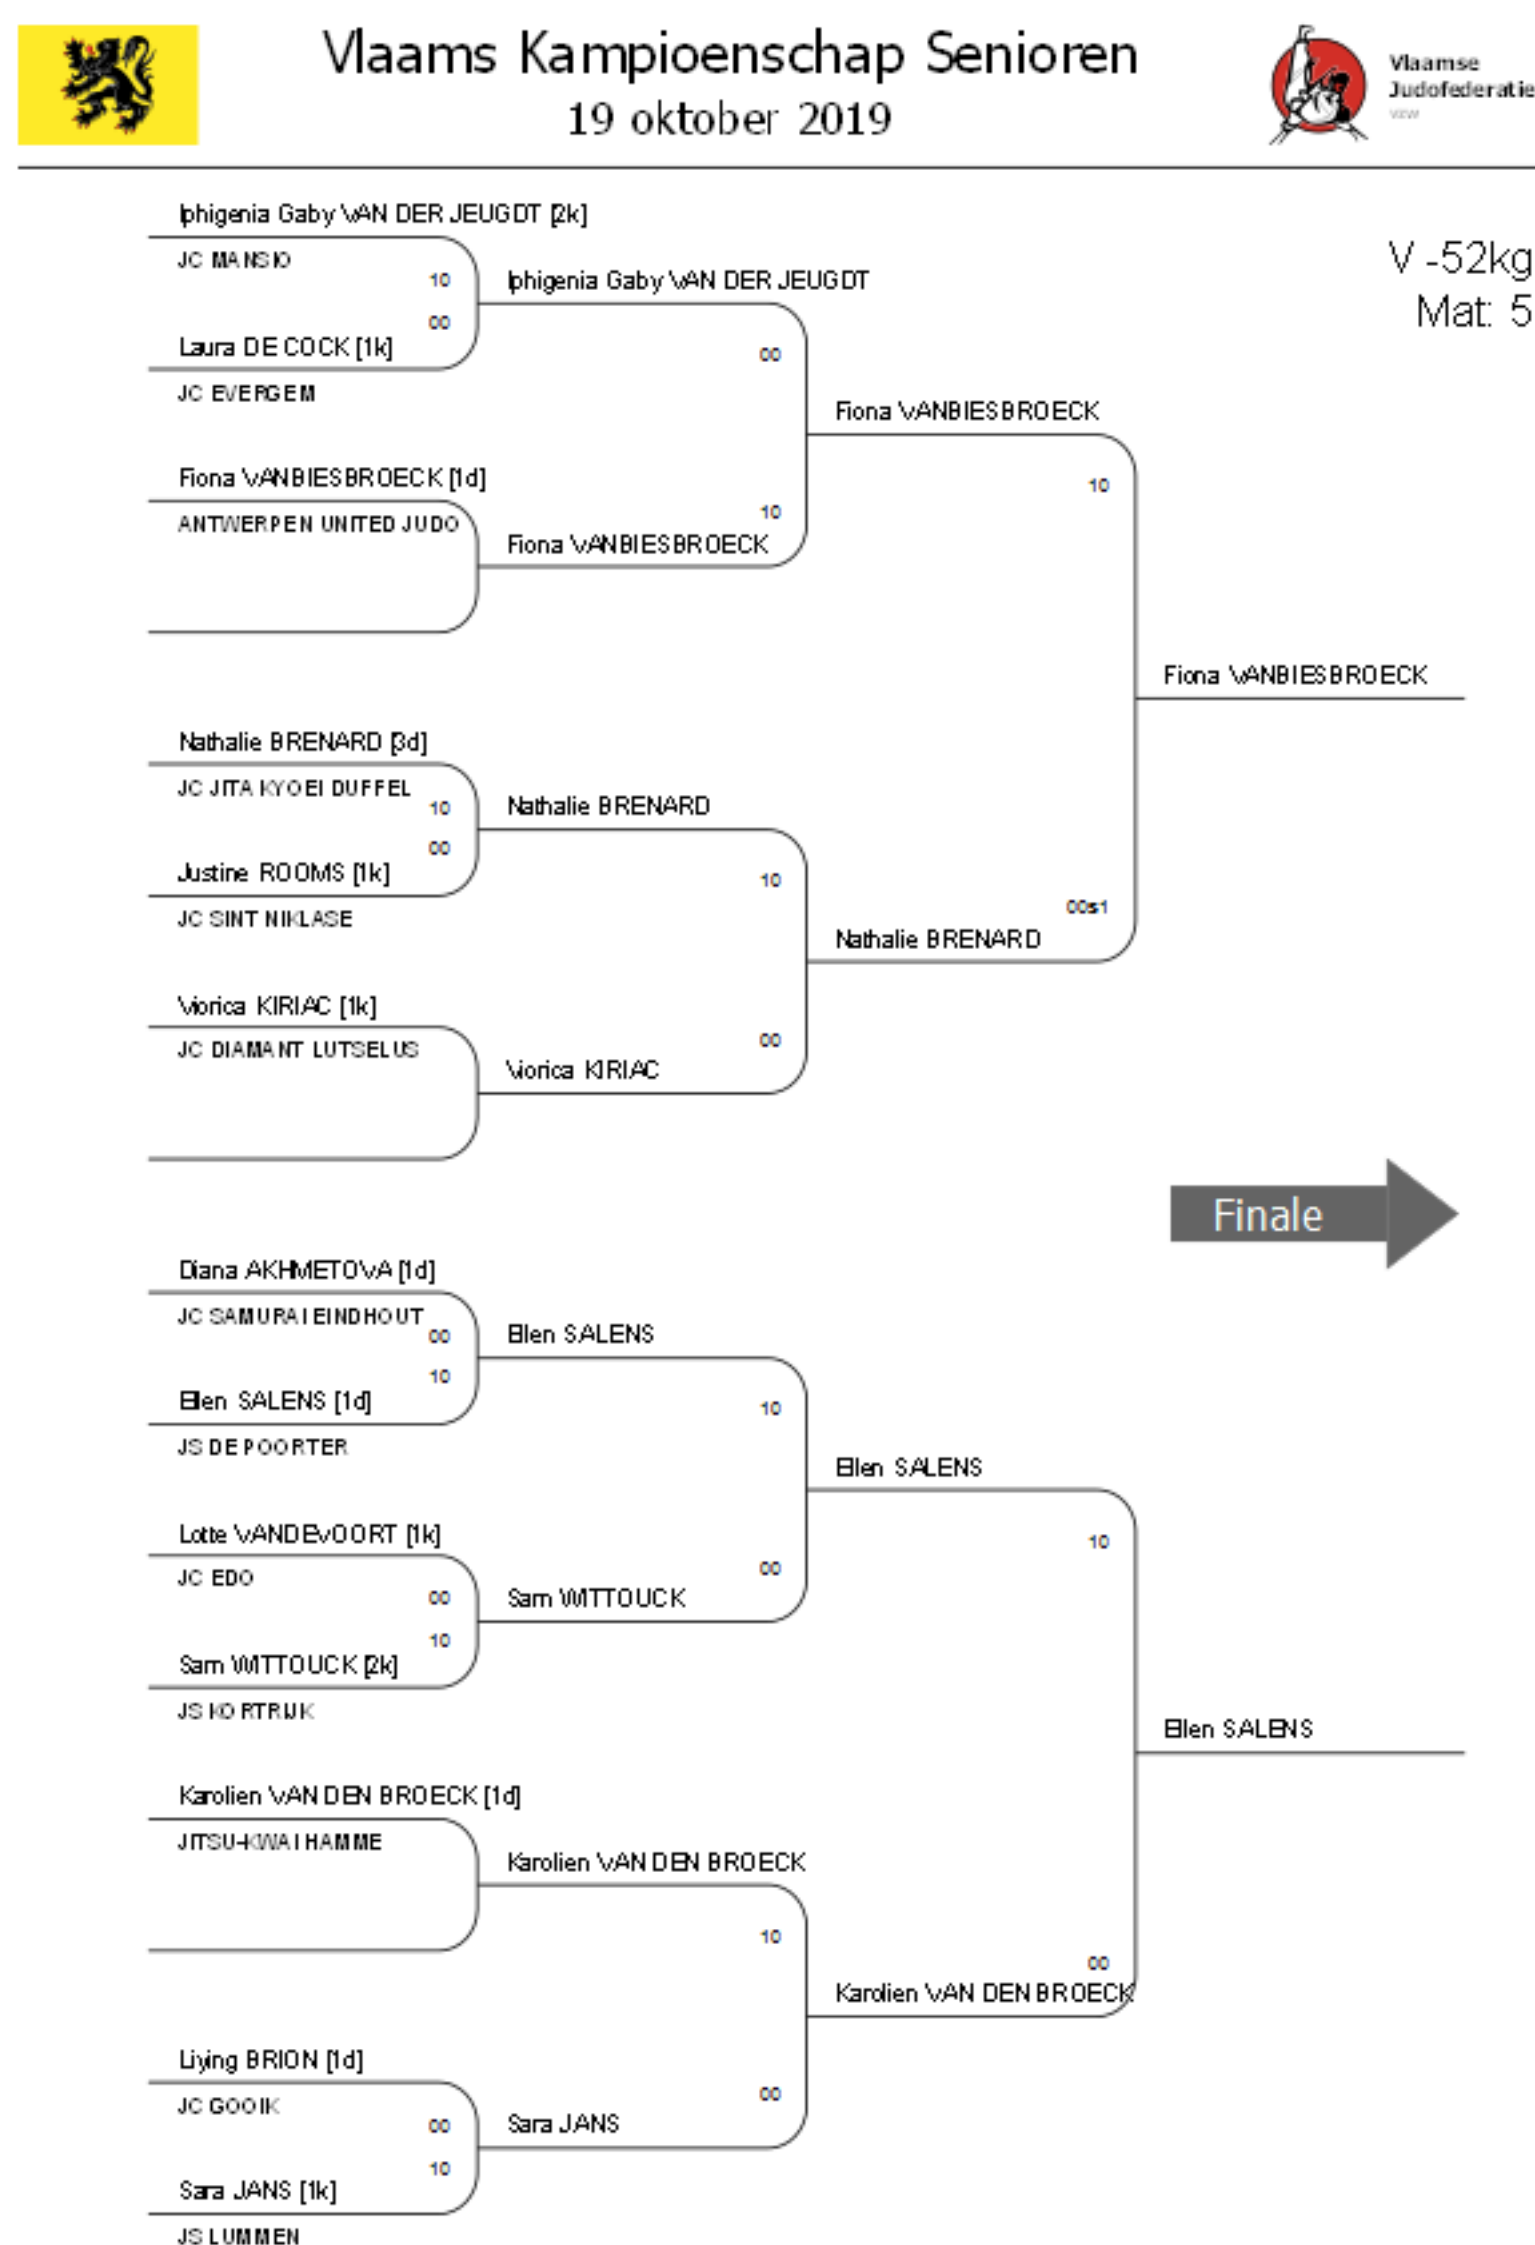 Vlaams Kampioenschap Senioren
19 oktober 2019
Vlaamse
Judofederatie
vzw
V -52kg
Mat: 5
Iphigenia Gaby VAN DER JEUGDT [2k]
JC MANSIO
10
Iphigenia Gaby VAN DER JEUGDT
00
Laura DE COCK [1k]
JC EVERGEM
00
Fiona VANBIESBROECK
10
Fiona VANBIESBROECK [1d]
ANTWERPEN UNITED JUDO
10
Fiona VANBIESBROECK
Fiona VANBIESBROECK
Nathalie BRENARD [3d]
JC JITA KYOEI DUFFEL
10
Nathalie BRENARD
00
Justine ROOMS [1k]
JC SINT NIKLASE
10
00s1
Nathalie BRENARD
Viorica KIRIAC [1k]
JC DIAMANT LUTSELUS
00
Viorica KIRIAC
Finale
Diana AKHMETOVA [1d]
JC SAMURAI EINDHOUT
00
Ellen SALENS
10
Ellen SALENS [1d]
JS DE POORTER
10
Ellen SALENS
10
Lotte VANDEVOORT [1k]
JC EDO
00
00
Sam WITTOUCK
10
Sam WITTOUCK [2k]
JS KORTRIJK
Ellen SALENS
Karolien VAN DEN BROECK [1d]
JITSU-KWAI HAMME
Karolien VAN DEN BROECK
10
00
Karolien VAN DEN BROECK
Liying BRION [1d]
JC GOOIK
00
00
Sara JANS
10
Sara JANS [1k]
JS LUMMEN